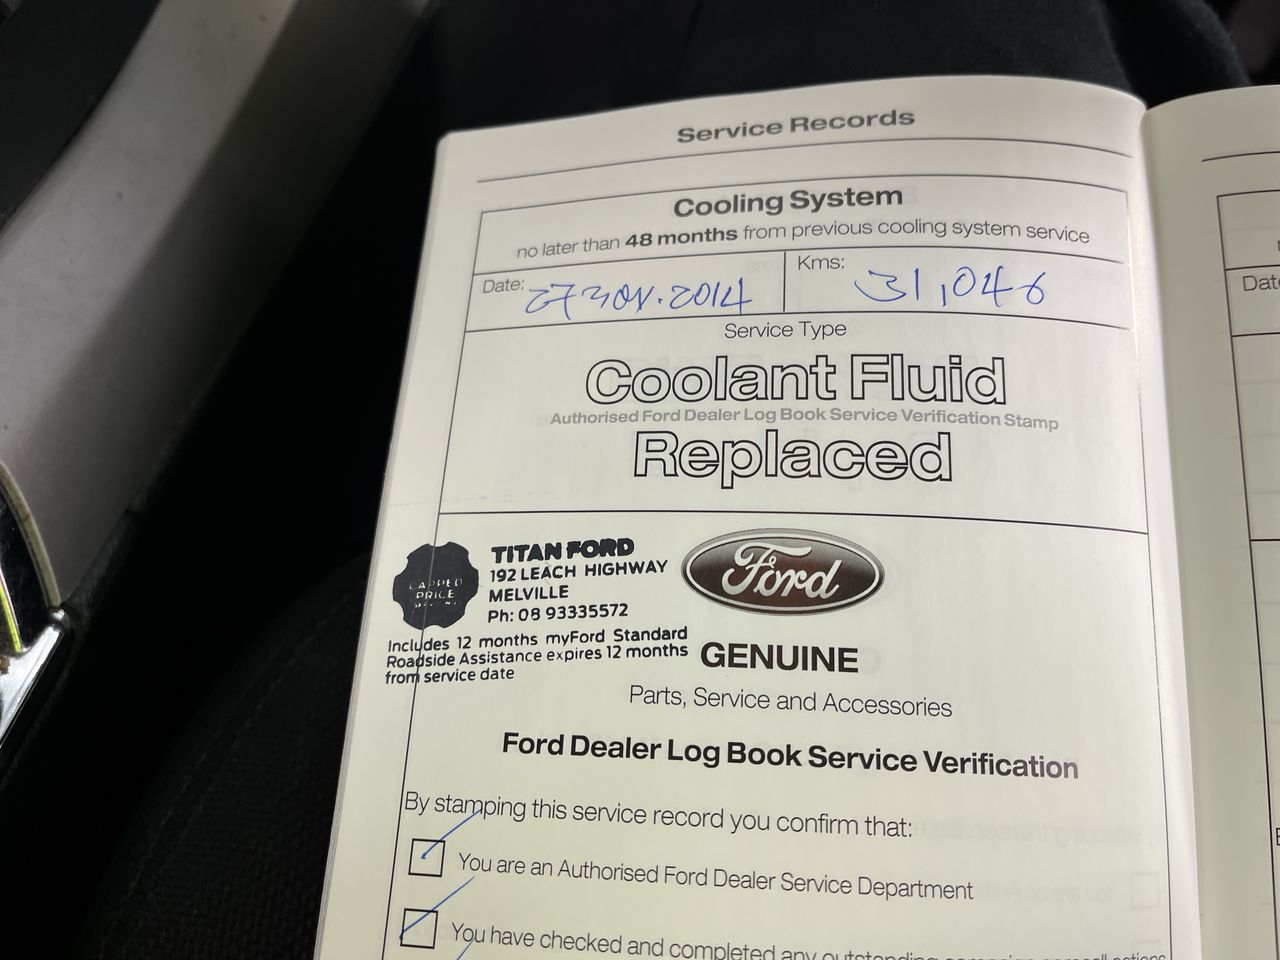 Service Records
Cooling System
no later than 48 months from previous cooling system service
Date: 27 NOV. 2014
Kms: 31,046
Service Type
Coolant Fluid
Authorised Ford Dealer Log Book Service Verification Stamp
Replaced
TITAN FORD
192 LEACH HIGHWAY
MELVILLE
Ph: 08 93335572
CAPPED
PRICE
Includes 12 months myFord Standard
Roadside Assistance expires 12 months
from service date
Ford
GENUINE
Parts, Service and Accessories
Ford Dealer Log Book Service Verification
By stamping this service record you confirm that:
You are an Authorised Ford Dealer Service Department
You have checked and completed any outstanding
Dat